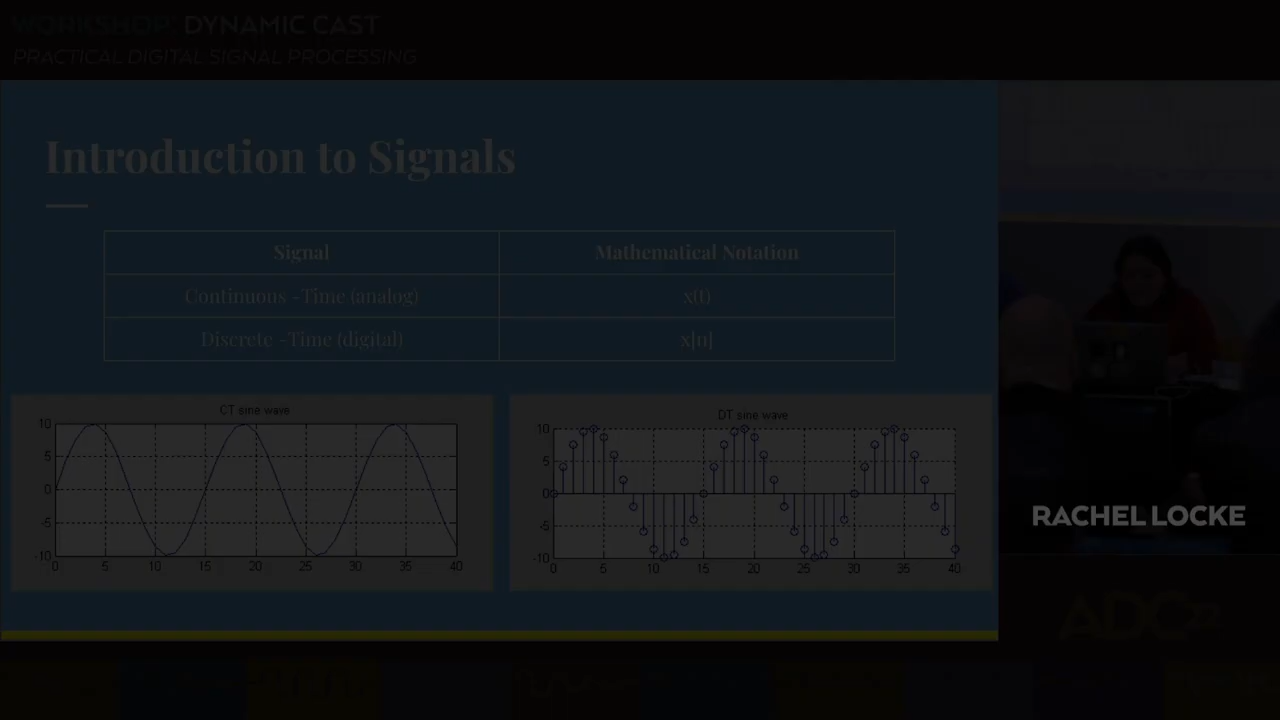 WORKSHOP: DYNAMIC CAST
PRACTICAL DIGITAL SIGNAL PROCESSING
Introduction to Signals
Signal Mathematical Notation
Continuous -Time (analog) x(t)
Discrete -Time (digital) x[n]
CT sine wave
10
5
0
-5
-10
0 5 10 15 20 25 30 35 40
DT sine wave
10
5
0
-5
-10
0 5 10 15 20 25 30 35 40
RACHEL LOCKE
ADC23